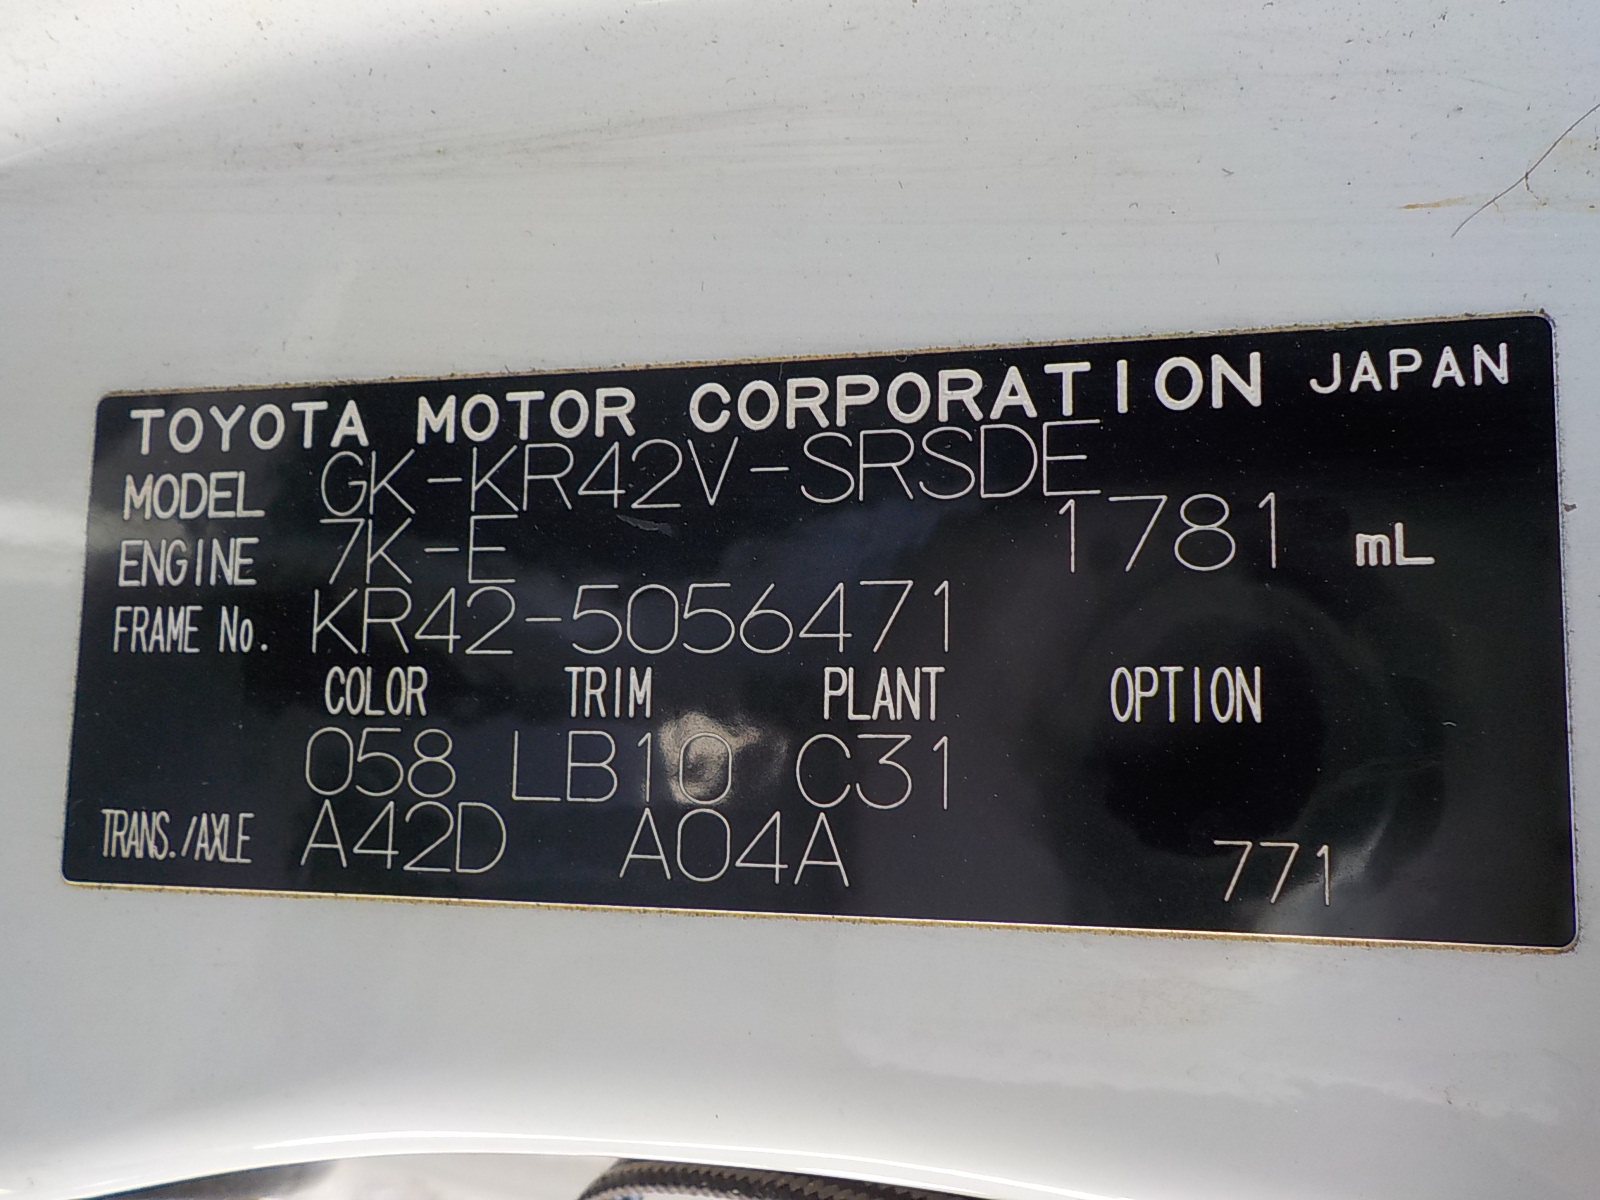 TOYOTA MOTOR CORPORATION JAPAN
MODEL GK-KR42V-SRSDE
ENGINE 7K-E 1781 mL
FRAME No. KR42-5056471
COLOR TRIM PLANT OPTION
058 LB10 C31
TRANS./AXLE A42D A04A 771